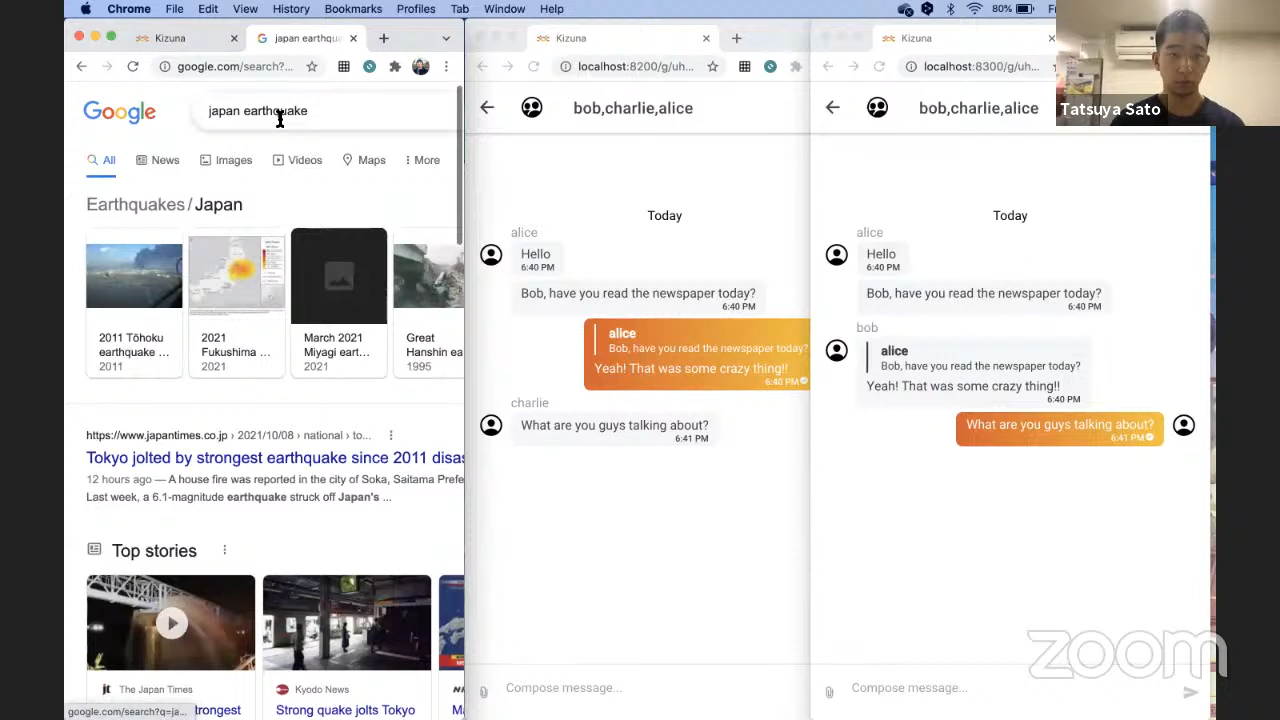 Chrome File Edit View History Bookmarks Profiles Tab Window Help 80%
Kizuna
japan earthqu
google.com/search?...
Google
japan earthquake
All News Images Videos Maps More
Earthquakes / Japan
2011 Tōhoku
earthquake ...
2011
2021
Fukushima ...
2021
March 2021
Miyagi eart...
2021
Great
Hanshin ea
1995
https://www.japantimes.co.jp › 2021/10/08 › national › to...
Tokyo jolted by strongest earthquake since 2011 disas
12 hours ago — A house fire was reported in the city of Soka, Saitama Prefe
Last week, a 6.1-magnitude earthquake struck off Japan's ...
Top stories
The Japan Times
trongest
Kyodo News
Strong quake jolts Tokyo
google.com/search?q=ja...
Kizuna
localhost:8200/g/uh...
bob,charlie,alice
Today
alice
Hello
6:40 PM
Bob, have you read the newspaper today?
6:40 PM
alice
Bob, have you read the newspaper today?
Yeah! That was some crazy thing!!
6:40 PM
charlie
What are you guys talking about?
6:41 PM
Compose message...
Kizuna
localhost:8300/g/uh...
bob,charlie,alice
Today
alice
Hello
6:40 PM
Bob, have you read the newspaper today?
6:40 PM
bob
alice
Bob, have you read the newspaper today?
Yeah! That was some crazy thing!!
6:40 PM
What are you guys talking about?
6:41 PM
Compose message...
Tatsuya Sato
zoom